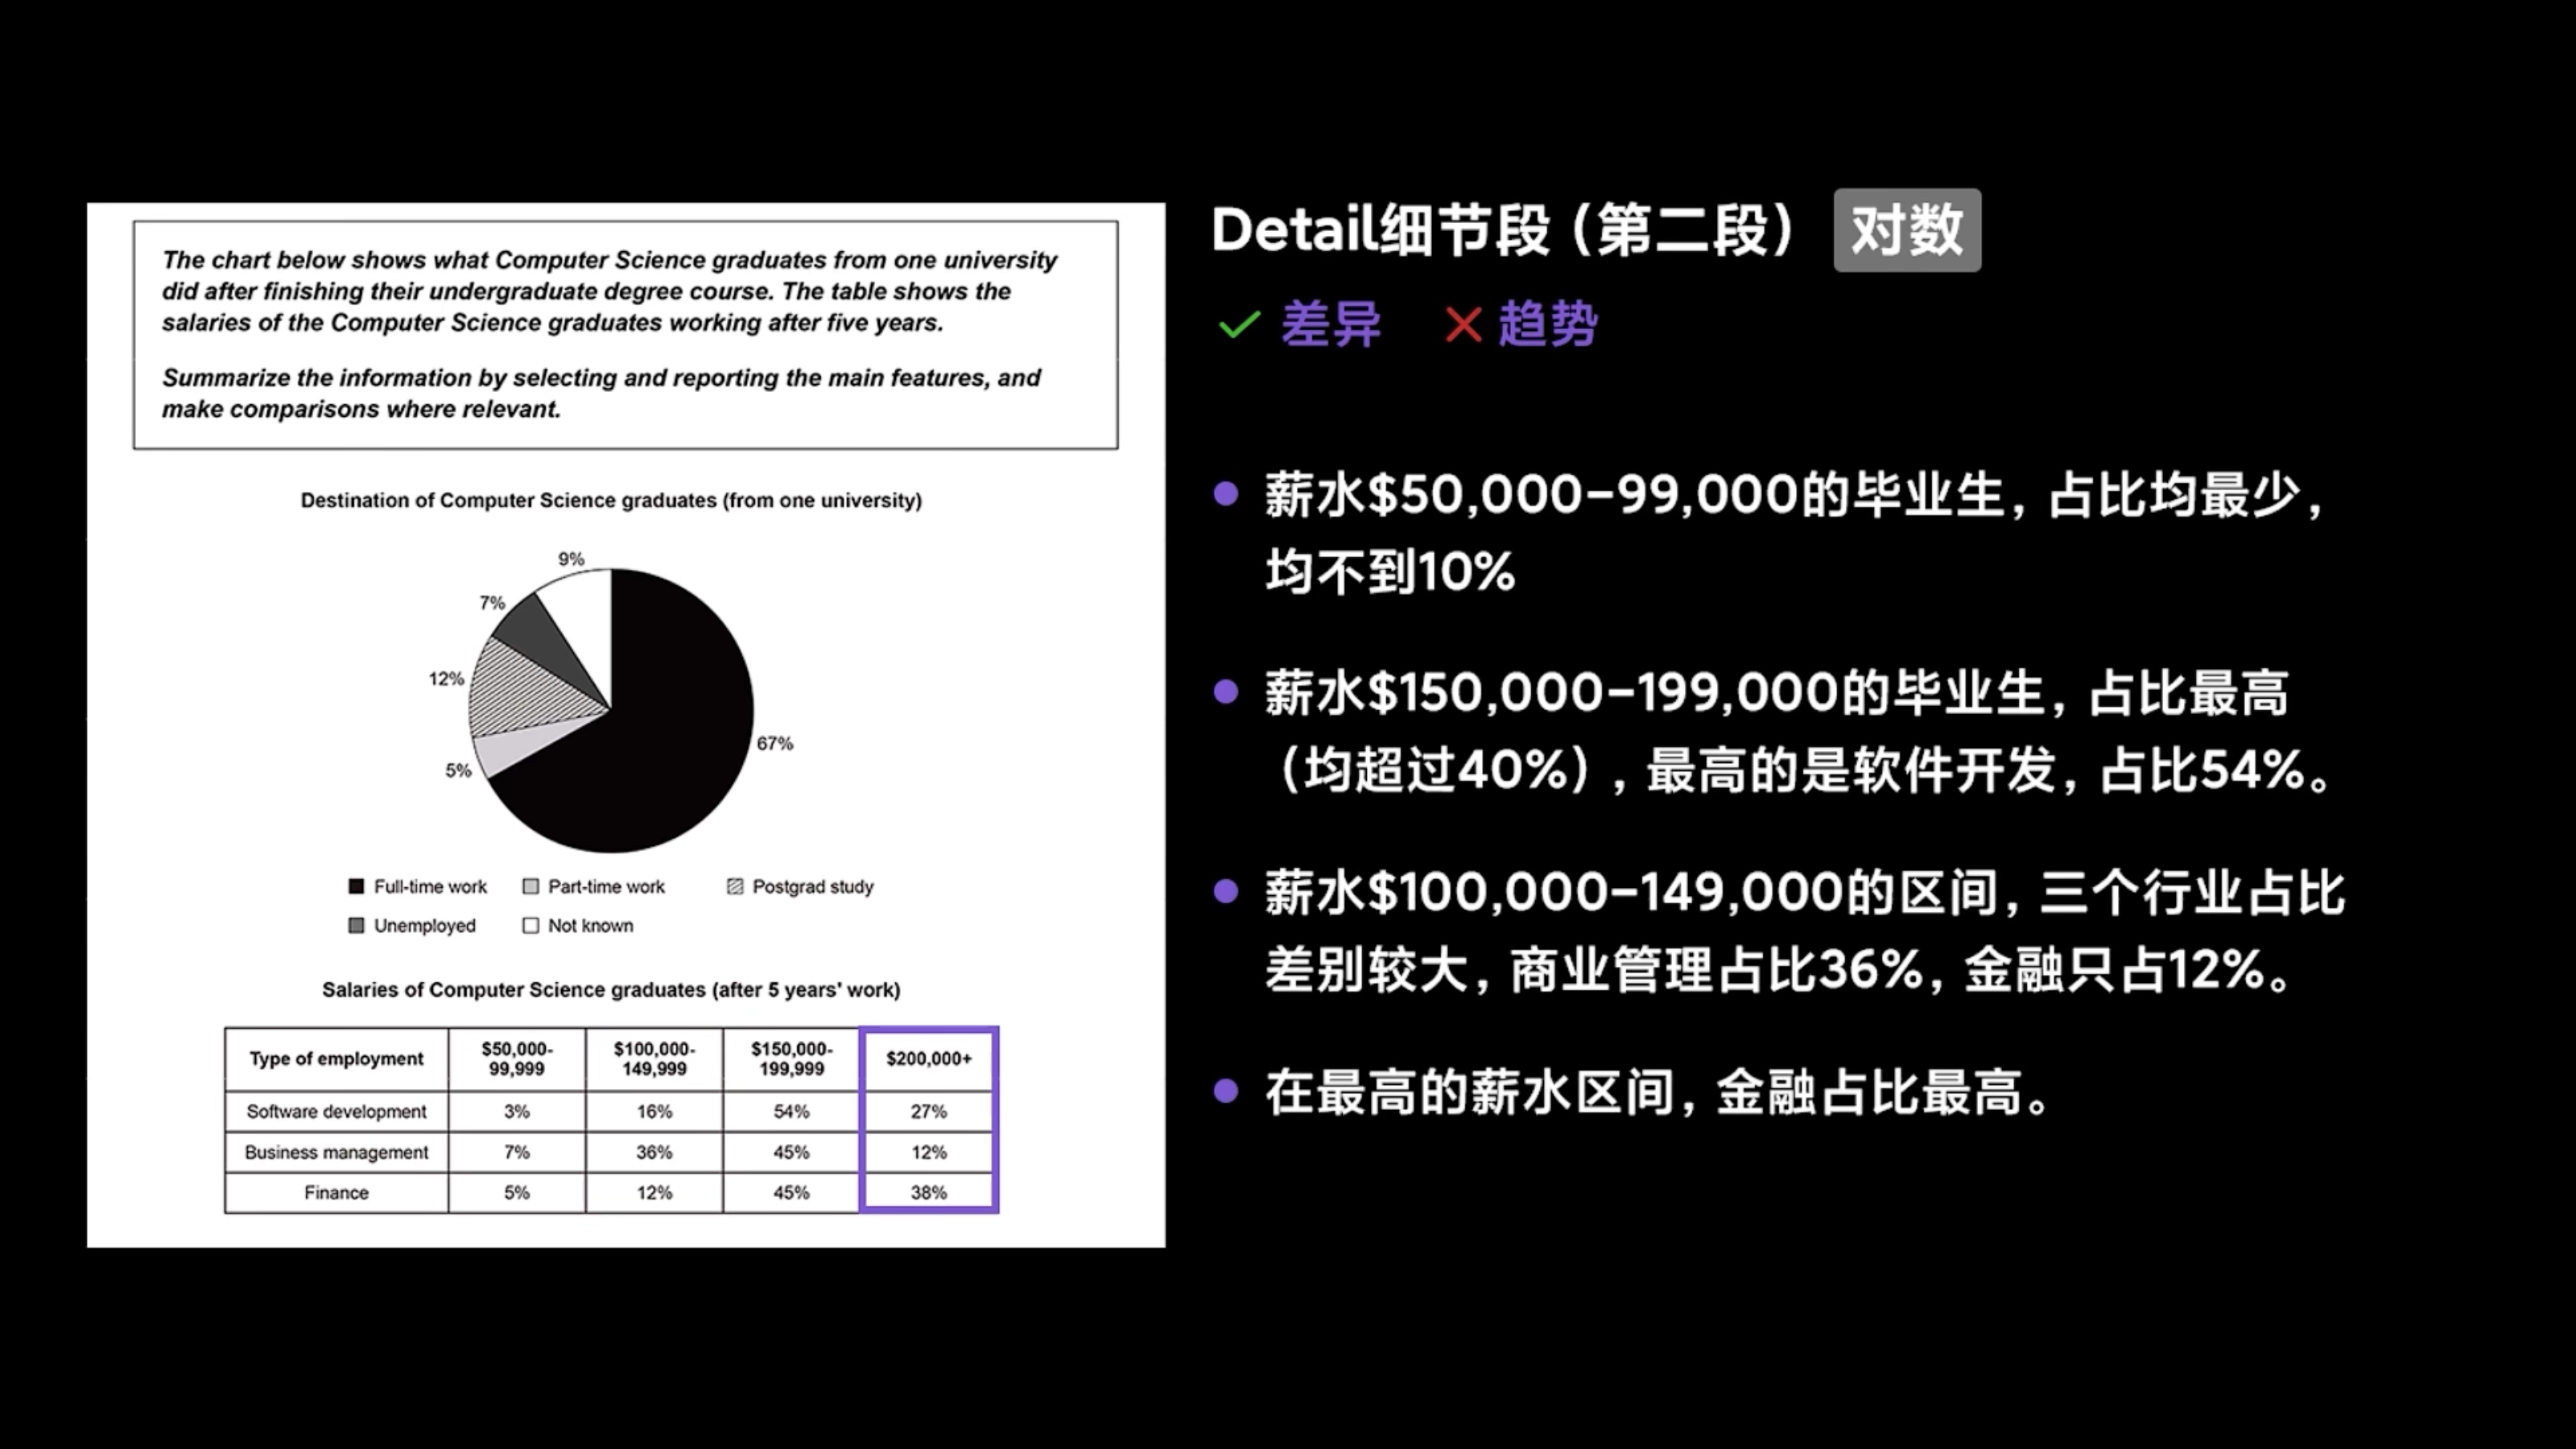 The chart below shows what Computer Science graduates from one university
did after finishing their undergraduate degree course. The table shows the
salaries of the Computer Science graduates working after five years.
Summarize the information by selecting and reporting the main features, and
make comparisons where relevant.
Destination of Computer Science graduates (from one university)
9%
7%
12%
5%
67%
Full-time work Part-time work Postgrad study
Unemployed Not known
Salaries of Computer Science graduates (after 5 years' work)
Type of employment $50,000-99,999 $100,000-149,999 $150,000-199,999 $200,000+
Software development 3% 16% 54% 27%
Business management 7% 36% 45% 12%
Finance 5% 12% 45% 38%
Detail细节段（第二段） 对数
✓ 差异 ✗ 趋势
● 薪水$50,000-99,000的毕业生，占比均最少，
均不到10%
● 薪水$150,000-199,000的毕业生，占比最高
（均超过40%），最高的是软件开发，占比54%。
● 薪水$100,000-149,000的区间，三个行业占比
差别较大，商业管理占比36%，金融只占12%。
● 在最高的薪水区间，金融占比最高。